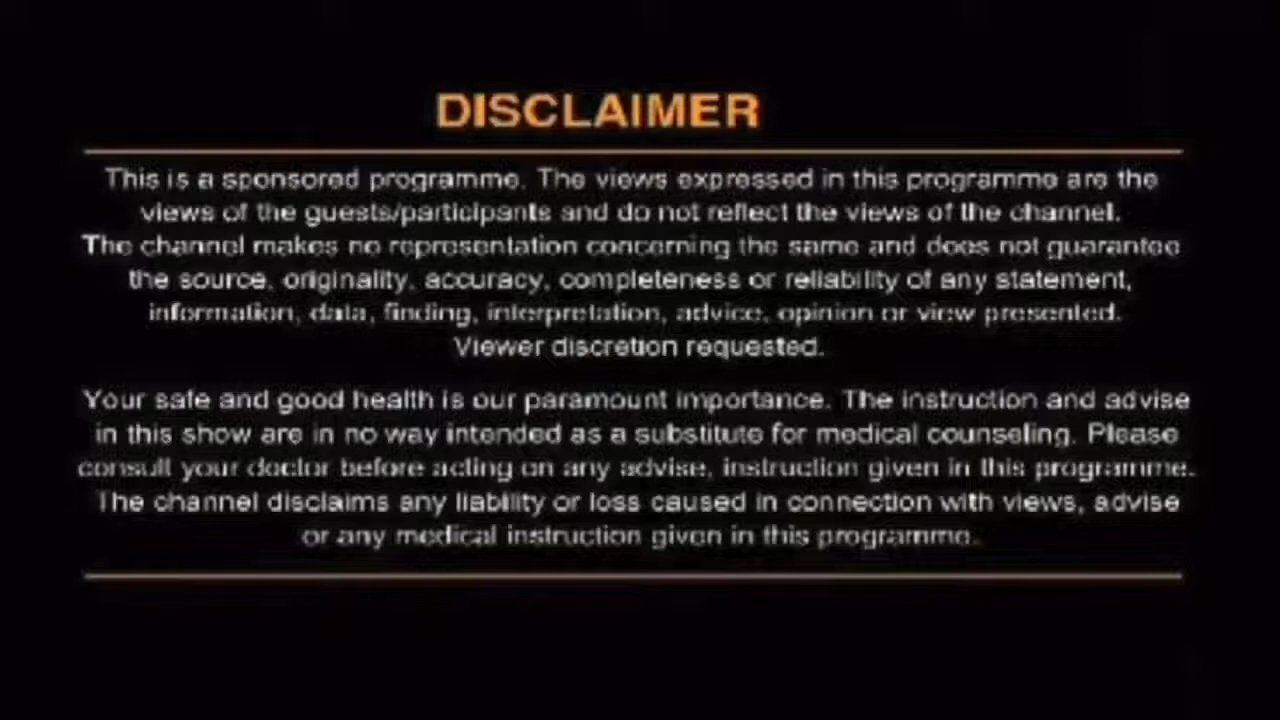 DISCLAIMER
This is a sponsored programme. The views expressed in this programme are the
views of the guests/participants and do not reflect the views of the channel.
The channel makes no representation concerning the same and does not guarantee
the source, originality, accuracy, completeness or reliability of any statement,
information, data, finding, interpretation, advice, opinion or view presented.
Viewer discretion requested.
Your safe and good health is our paramount importance. The instruction and advise
in this show are in no way intended as a substitute for medical counseling. Please
consult your doctor before acting on any advise, instruction given in this programme.
The channel disclaims any liability or loss caused in connection with views, advise
or any medical instruction given in this programme.